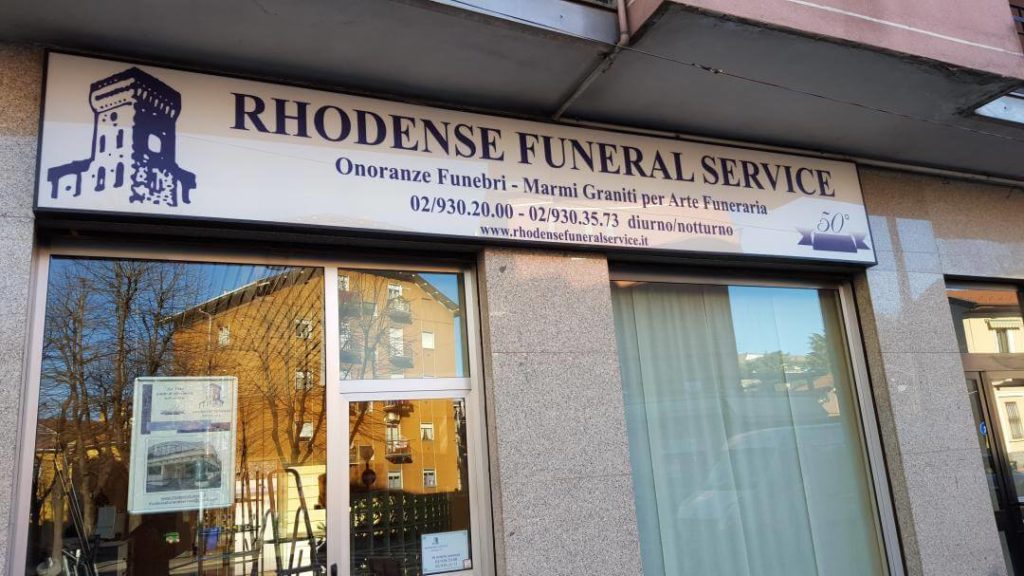 RHODENSE FUNERAL SERVICE
Onoranze Funebri - Marmi Graniti per Arte Funeraria
02/930.20.00 - 02/930.35.73 diurno/notturno
www.rhodensefuneralservice.it
50°